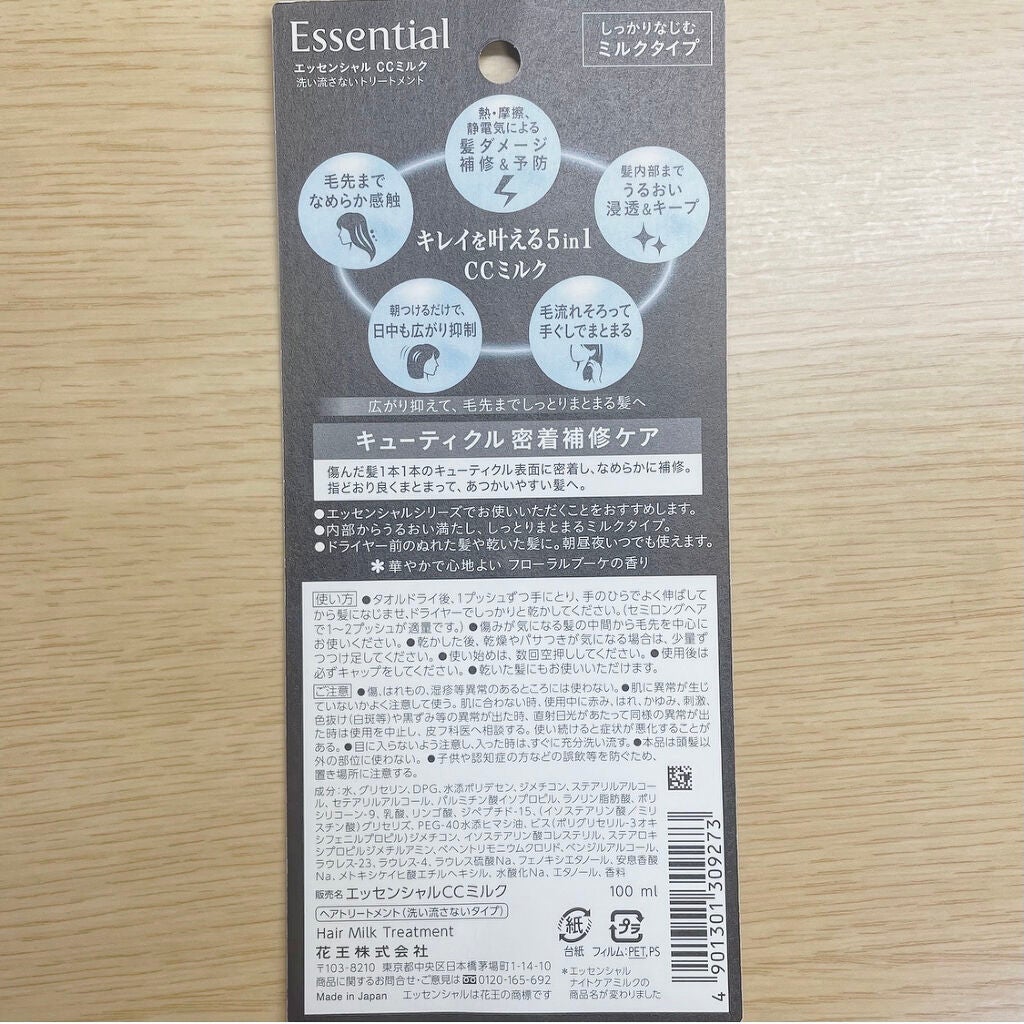 Essential
エッセンシャル CCミルク
洗い流さないトリートメント
しっかりなじむ
ミルクタイプ
熱・摩擦、
静電気による
髪ダメージ
補修&予防
毛先まで
なめらか感触
髪内部まで
うるおい
浸透&キープ
キレイを叶える5in1
CCミルク
朝つけるだけで、
日中も広がり抑制
毛流れそろって
手ぐしでまとまる
広がり抑えて、毛先までしっとりまとまる髪へ
キューティクル 密着補修ケア
傷んだ髪1本1本のキューティクル表面に密着し、なめらかに補修。
指どおり良くまとまって、あつかいやすい髪へ。
●エッセンシャルシリーズでお使いいただくことをおすすめします。
●内部からうるおい満たし、しっとりまとまるミルクタイプ。
●ドライヤー前のぬれた髪や乾いた髪に。朝昼夜いつでも使えます。
＊華やかで心地よい フローラルブーケの香り
使い方 ●タオルドライ後、1プッシュずつ手にとり、手のひらでよく伸ばして
から髪になじませ、ドライヤーでしっかりと乾かしてください。(セミロングヘア
で1〜2プッシュが適量です。) ●傷みが気になる髪の中間から毛先を中心に
お使いください。●乾かした後、乾燥やパサつきが気になる場合は、少量ず
つつけ足してください。●使い始めは、数回空押ししてください。●使用後は
必ずキャップをしてください。●乾いた髪にもお使いいただけます。
ご注意 ●傷、はれもの、湿疹等異常のあるところには使わない。●肌に異常が生じ
ていないかよく注意して使う。肌に合わない時、使用中に赤み、はれ、かゆみ、刺激、
色抜け(白斑等)や黒ずみ等の異常が出た時、直射日光があたって同様の異常が出
た時は使用を中止し、皮フ科医へ相談する。使い続けると症状が悪化することが
ある。●目に入らないよう注意し、入った時は、すぐに充分洗い流す。●本品は頭髪以
外の部位に使わない。●子供や認知症の方などの誤飲等を防ぐため、
置き場所に注意する。
成分:水、グリセリン、DPG、水添ポリデセン、ジメチコン、ステアリルアルコー
ル、セテアリルアルコール、パルミチン酸イソプロピル、ラノリン脂肪酸、ポリ
シリコーン-9、乳酸、リンゴ酸、ジペプチド-15、(イソステアリン酸/ミリ
スチン酸)グリセリズ、PEG-40水添ヒマシ油、ビス(ポリグリセリル-3オキ
シフェニルプロピル)ジメチコン、イソステアリン酸コレステリル、ステアロキ
シプロピルジメチルアミン、ベヘントリモニウムクロリド、ベンジルアルコール、
ラウレス-23、ラウレス-4、ラウレス硫酸Na、フェノキシエタノール、安息香酸
Na、メトキシケイヒ酸エチルヘキシル、水酸化Na、エタノール、香料
販売名 エッセンシャルCCミルク 100 ml
ヘアトリートメント(洗い流さないタイプ)
Hair Milk Treatment
花王株式会社
〒103-8210 東京都中央区日本橋茅場町1-14-10
商品に関するお問合せ・ご意見は 0120-165-692
Made in Japan エッセンシャルは花王の商標です
紙
台紙
プラ
フィルム:PET, PS
＊エッセンシャル
ナイトケアミルクの
商品名が変わりました
4 901301 309273